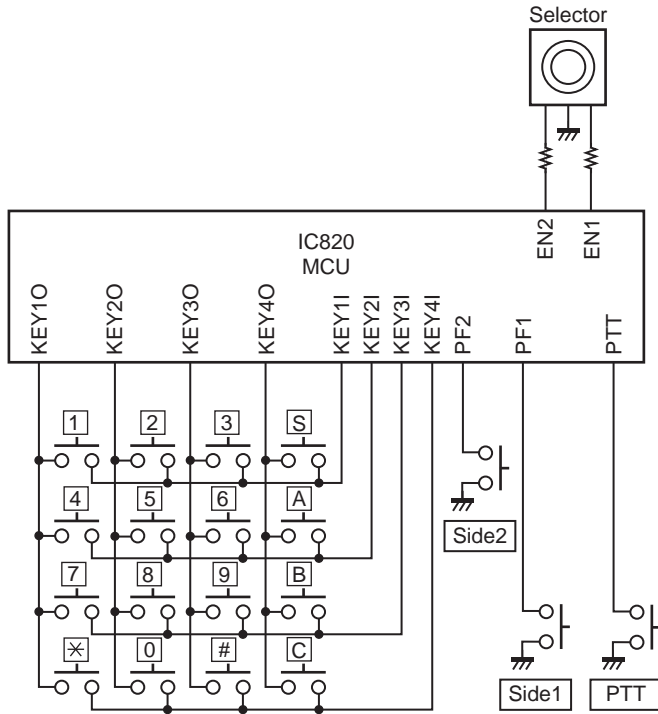 Selector
EN2
EN1
IC820
MCU
KEY1O
KEY2O
KEY3O
KEY4O
KEY1I
KEY2I
KEY3I
KEY4I
PF2
PF1
PTT
1 2 3 S
4 5 6 A
7 8 9 B
* 0 # C
Side2
Side1
PTT